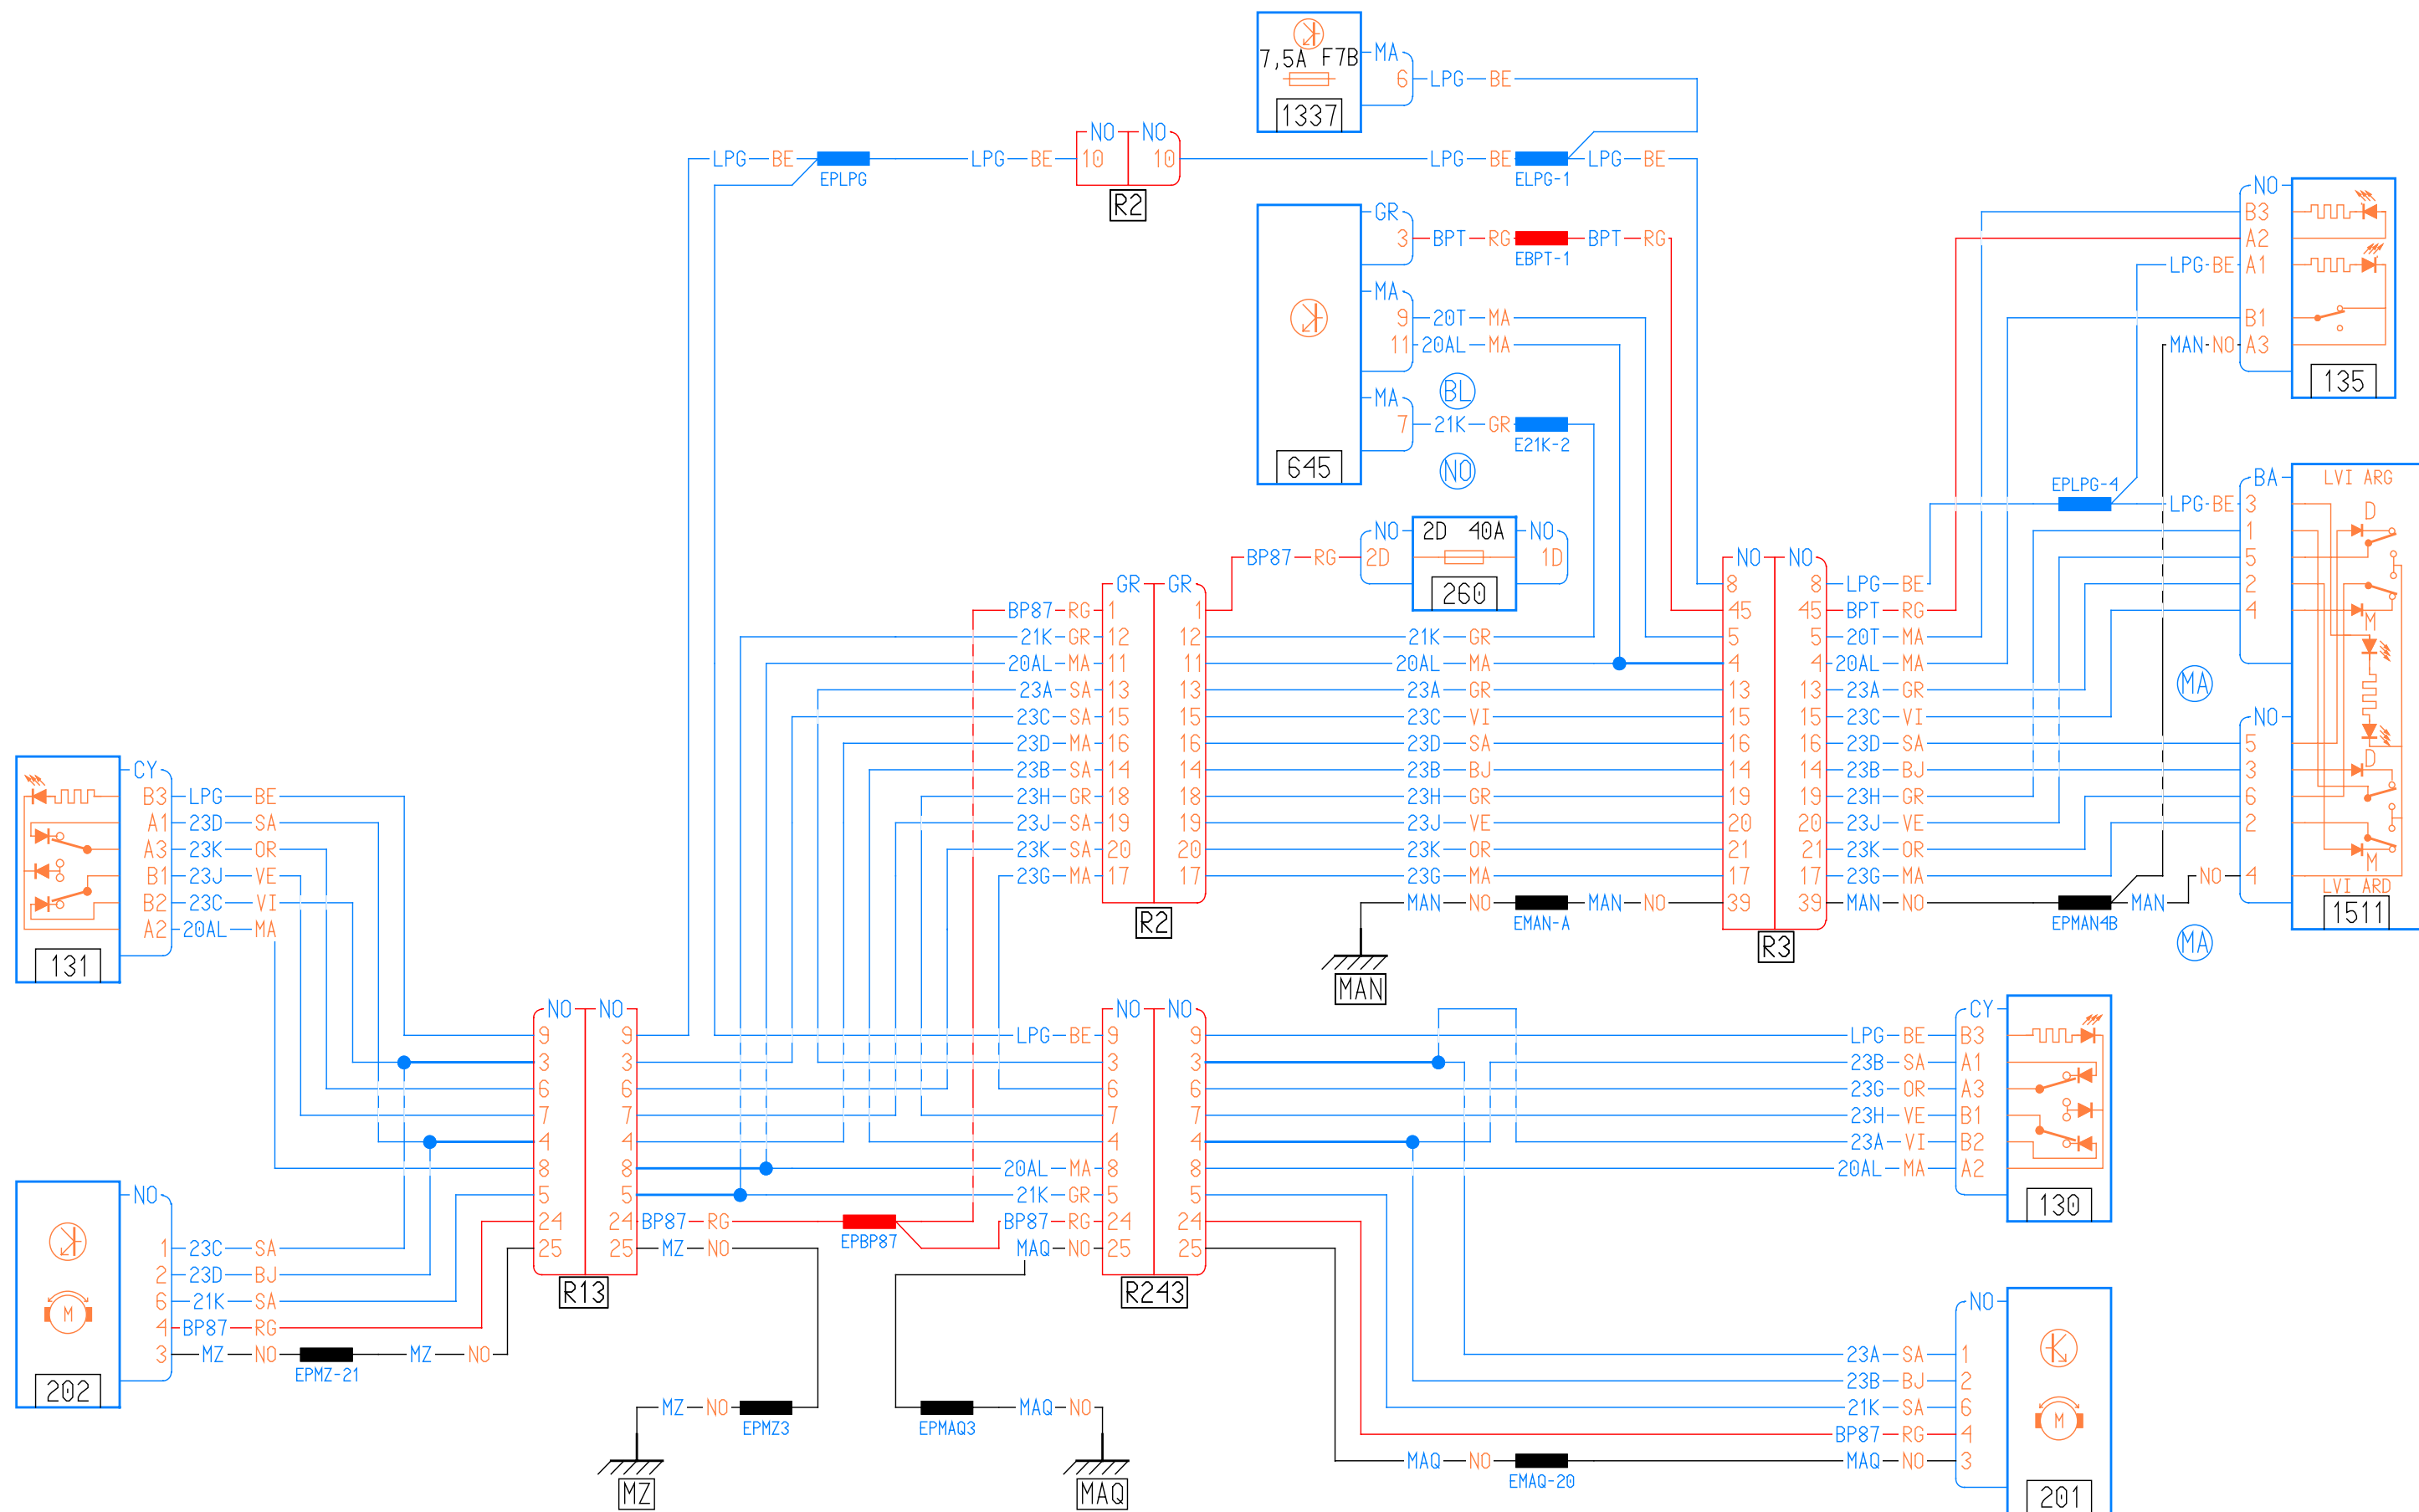 MA
7,5A F7B
6 LPG BE
1337
NO NO
LPG BE LPG BE 10 10 LPG BE LPG BE
EPLPG ELPG-1
R2
GR
3 BPT RG BPT RG
EBPT-1
MA
9 20T MA
11 20AL MA
BL
MA
7 21K GR
E21K-2
645
NO
NO
B3
A2
LPG BE A1
B1
MAN NO A3
135
NO 2D 40A NO
BP87 RG 2D 1D
260
BA LVI ARG
EPLPG-4
LPG BE 3 D
1
5
2
4 M
MA
NO
5
3 D
6
2
M
NO 4
LVI ARD
1511
MA
GR GR
BP87 RG 1 1
21K GR 12 12 21K GR
20AL MA 11 11 20AL MA
23A SA 13 13 23A GR
23C SA 15 15 23C VI
23D MA 16 16 23D SA
23B SA 14 14 23B BJ
23H GR 18 18 23H GR
23J SA 19 19 23J VE
23K SA 20 20 23K OR
23G MA 17 17 23G MA
R2
MAN NO MAN NO
EMAN-A
MAN
NO NO
8 8 LPG BE
45 45 BPT RG
5 5 20T MA
4 4 20AL MA
13 13 23A GR
15 15 23C VI
16 16 23D SA
14 14 23B BJ
19 19 23H GR
20 20 23J VE
21 21 23K OR
17 17 23G MA
39 39 MAN NO MAN
EPMAN4B
R3
CY
B3 LPG BE
A1 23D SA
A3 23K OR
B1 23J VE
B2 23C VI
A2 20AL MA
131
NO NO
9 9
3 3
6 6
7 7
4 4
8 8
5 5
24 24 BP87 RG
25 25 MZ NO
R13
EPBP87
NO NO
LPG BE 9 9
3 3
6 6
7 7
4 4
20AL MA 8 8
21K GR 5 5
BP87 RG 24 24
MAQ NO 25 25
R243
CY
LPG BE B3
23B SA A1
23G OR A3
23H VE B1
23A VI B2
20AL MA A2
130
NO
1 23C SA
2 23D BJ
6 21K SA
4 BP87 RG
3 MZ NO MZ NO
EPMZ-21
202
MZ NO
EPMZ3
MZ
MAQ NO
EPMAQ3
MAQ
NO
23A SA 1
23B BJ 2
21K SA 6
BP87 RG 4
MAQ NO MAQ NO 3
EMAQ-20
201
M
M